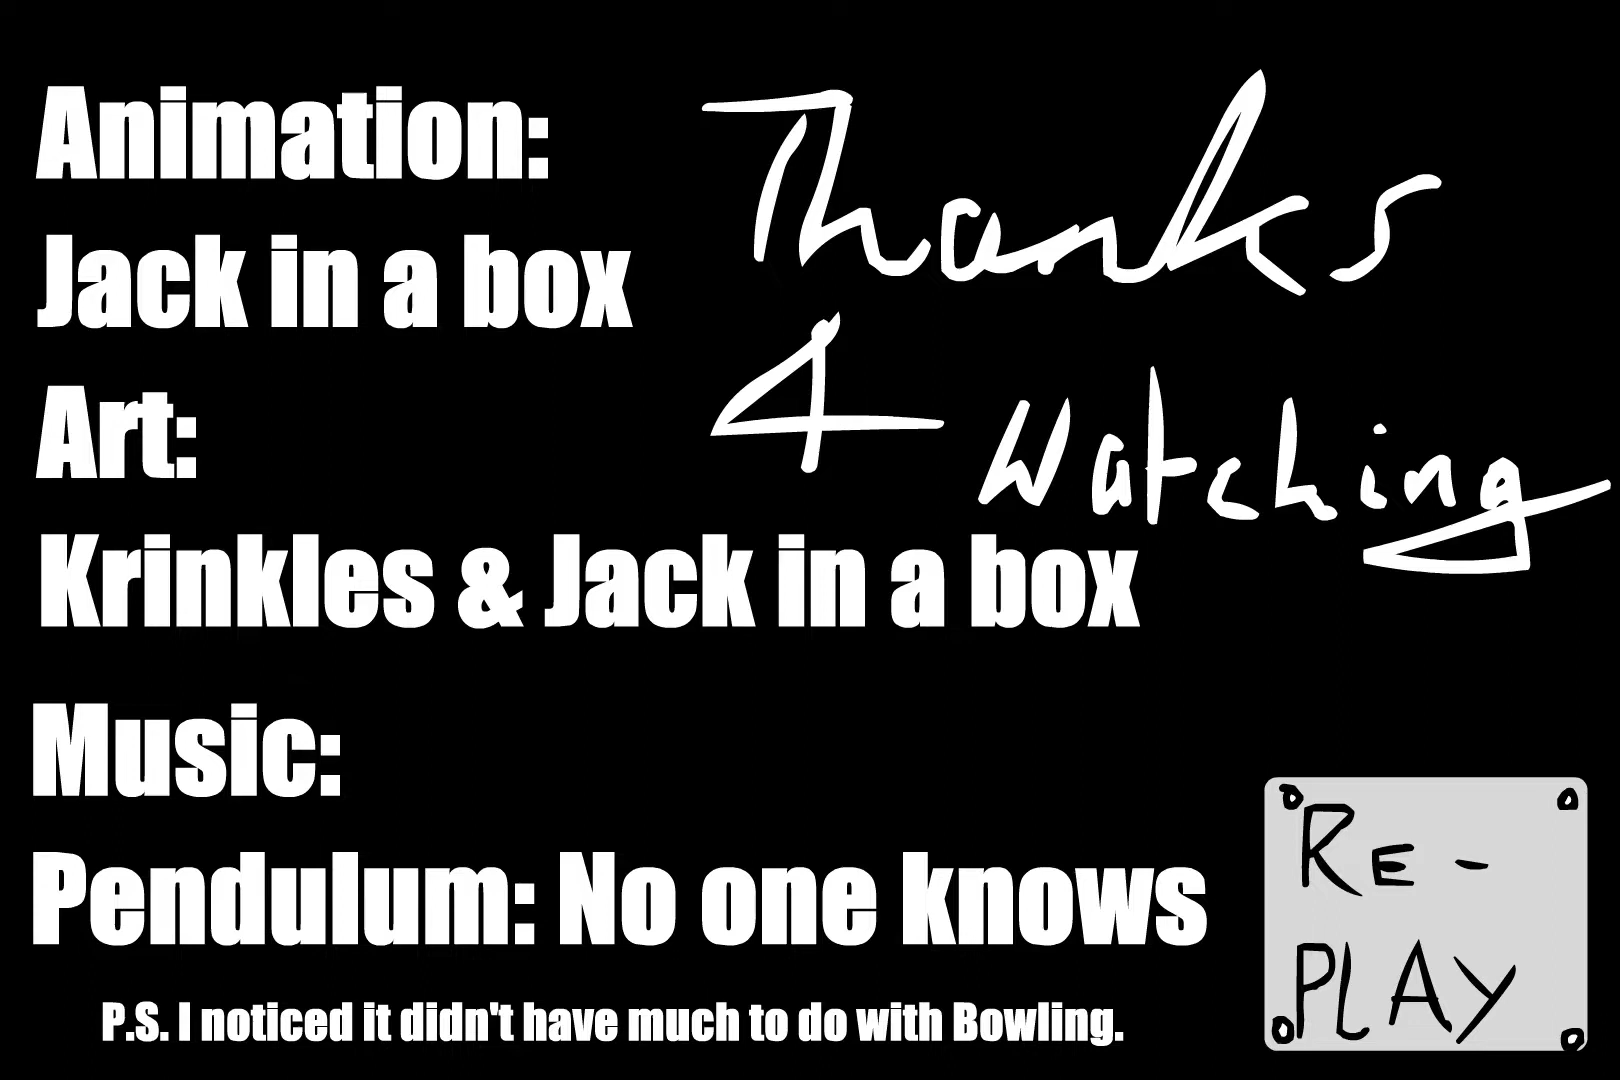 Animation:
Jack in a box
Art:
Krinkles & Jack in a box
Music:
Pendulum: No one knows
P.S. I noticed it didn't have much to do with Bowling.
Thanks
4
Watching
RE-
PLAY